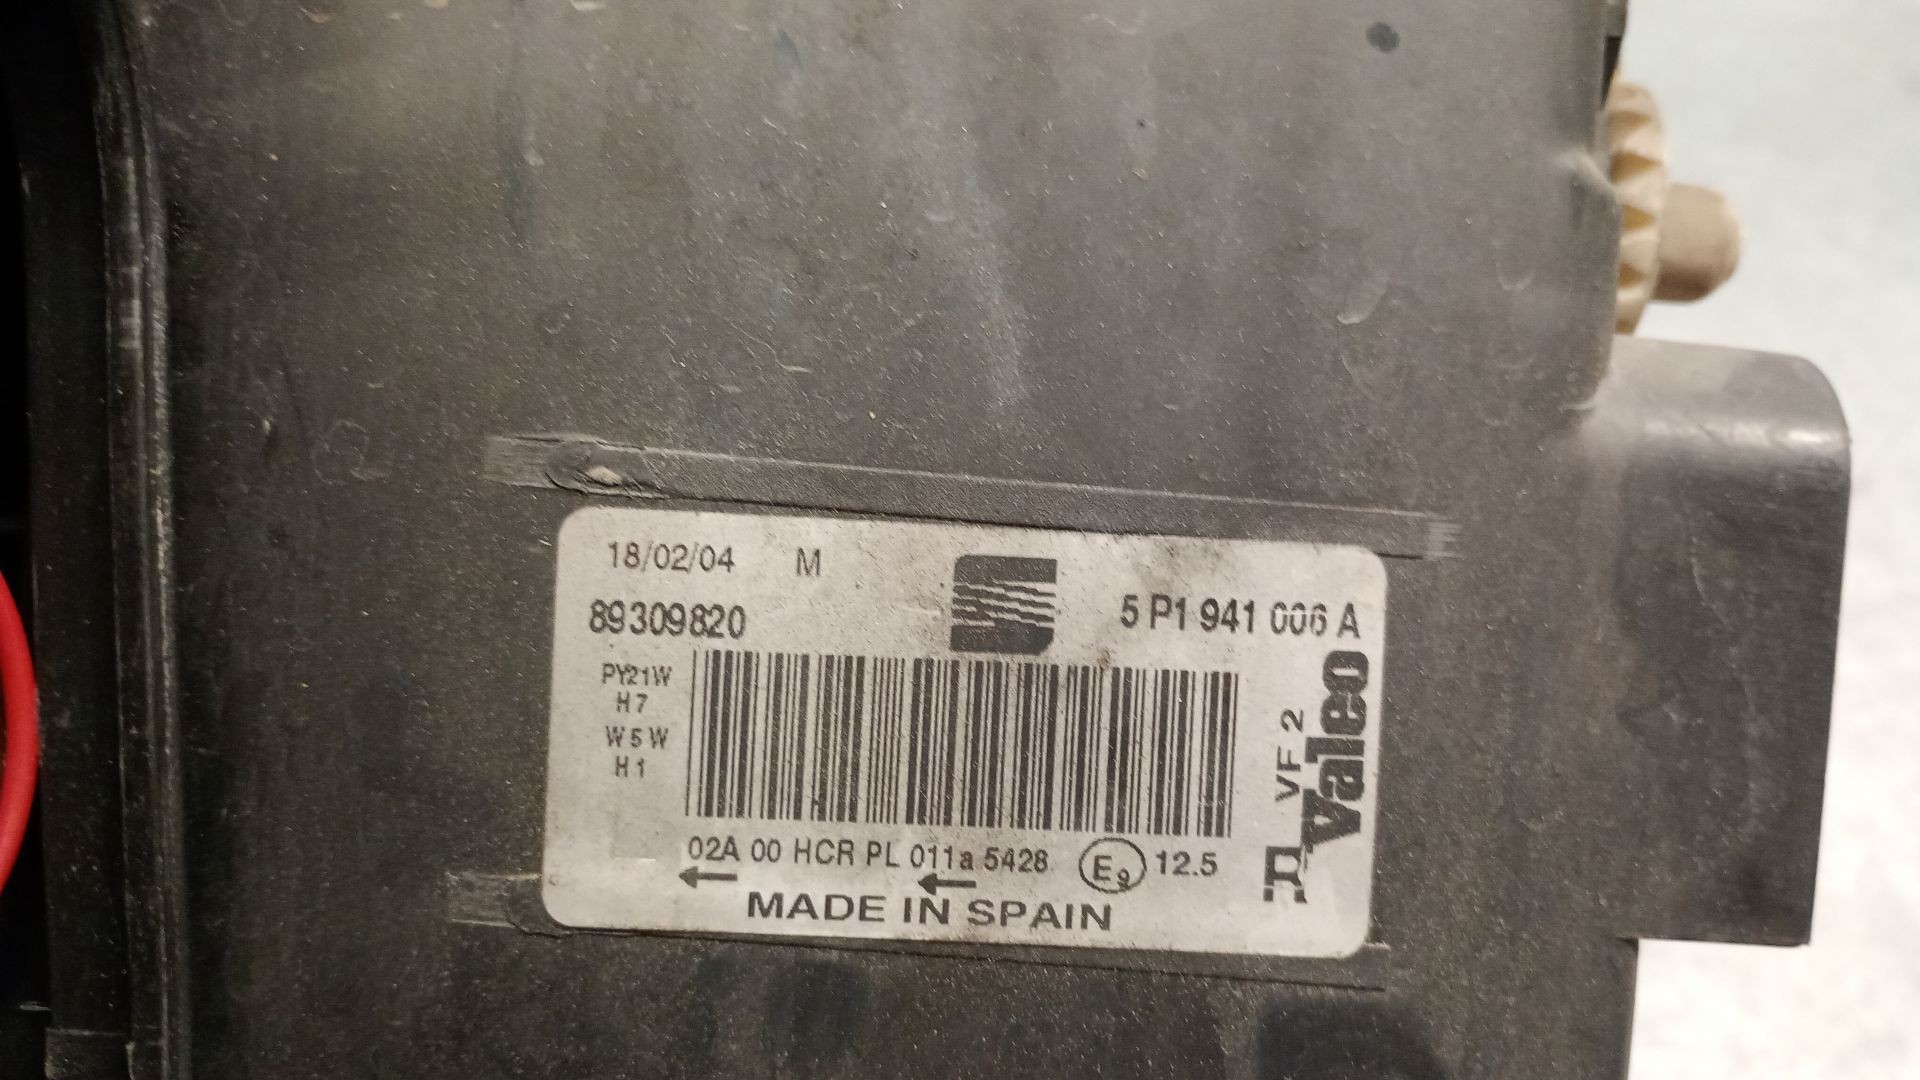 18/02/04 M
89309820
5 P1 941 006 A
PY21W
H7
W5W
H1
VF 2
Valeo
02A 00 HCR PL 011a 5428 E9 12.5
MADE IN SPAIN